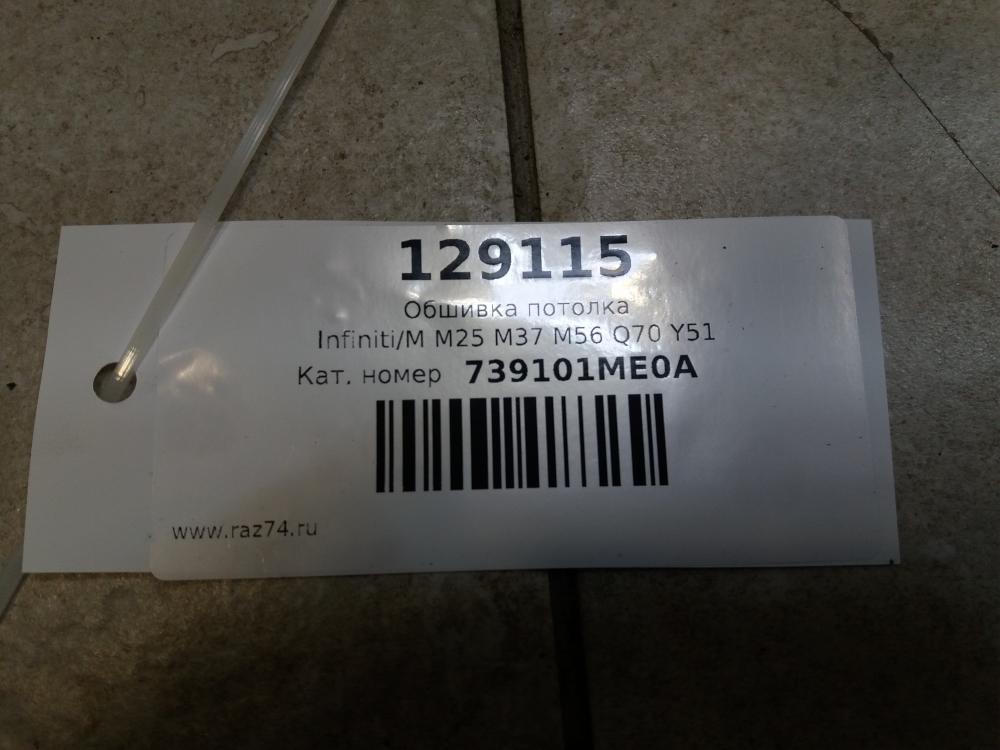 129115
Обшивка потолка
Infiniti/M M25 M37 M56 Q70 Y51
Кат. номер 739101ME0A
www.raz74.ru